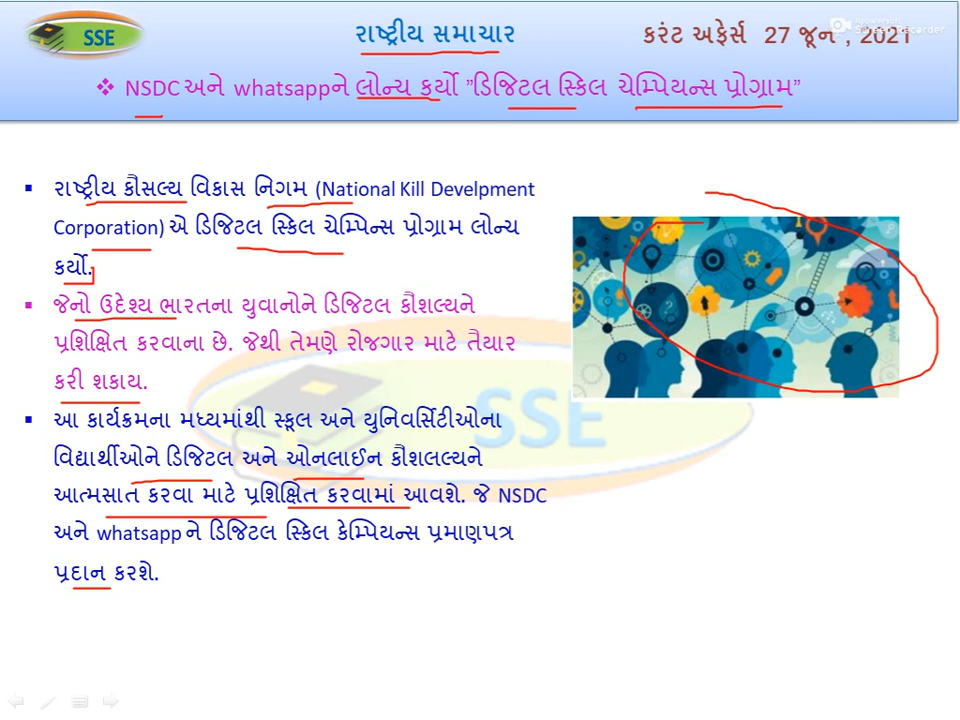 SSE
રાષ્ટ્રીય સમાચાર
કરંટ અફેર્સ 27 જૂન , 2021
Screen Recorder
❖ NSDC અને whatsappને લોન્ચ કર્યો "ડિજિટલ સ્કિલ ચેમ્પિયન્સ પ્રોગ્રામ"
▪ રાષ્ટ્રીય કૌસલ્ય વિકાસ નિગમ (National Kill Develpment
Corporation) એ ડિજિટલ સ્કિલ ચેમ્પિન્સ પ્રોગ્રામ લોન્ચ
કર્યો.
▪ જેનો ઉદેશ્ય ભારતના યુવાનોને ડિજિટલ કૌશલ્યને
પ્રશિક્ષિત કરવાના છે. જેથી તેમણે રોજગાર માટે તૈયાર
કરી શકાય.
▪ આ કાર્યક્રમના મધ્યમાંથી સ્કૂલ અને યુનિવર્સિટીઓના
વિદ્યાર્થીઓને ડિજિટલ અને ઓનલાઈન કૌશલલ્યને
આત્મસાત કરવા માટે પ્રશિક્ષિત કરવામાં આવશે. જે NSDC
અને whatsapp ને ડિજિટલ સ્કિલ કેમ્પિયન્સ પ્રમાણપત્ર
પ્રદાન કરશે.
SSE